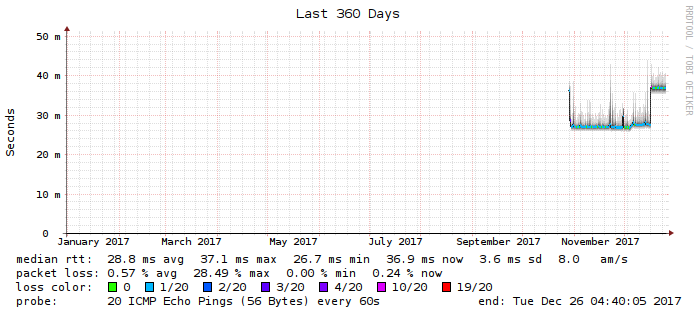 Last 360 Days
RRDTOOL / TOBI OETIKER
Seconds
50 m
40 m
30 m
20 m
10 m
0
January 2017 March 2017 May 2017 July 2017 September 2017 November 2017
median rtt: 28.8 ms avg 37.1 ms max 26.7 ms min 36.9 ms now 3.6 ms sd 8.0 am/s
packet loss: 0.57 % avg 28.49 % max 0.00 % min 0.24 % now
loss color: 0 1/20 2/20 3/20 4/20 10/20 19/20
probe: 20 ICMP Echo Pings (56 Bytes) every 60s end: Tue Dec 26 04:40:05 2017